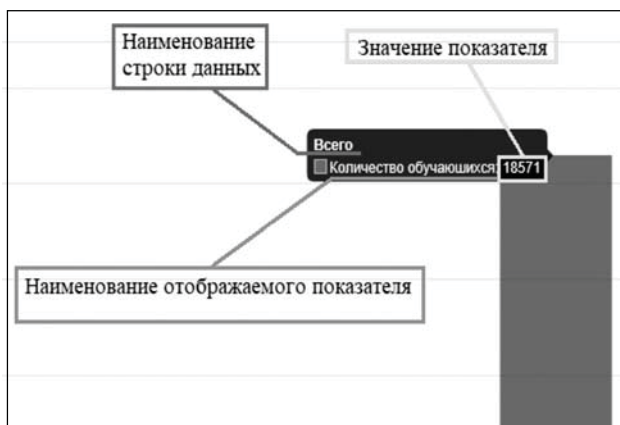 Наименование
строки данных
Значение показателя
Всего
Количество обучающихся: 18571
Наименование отображаемого показателя